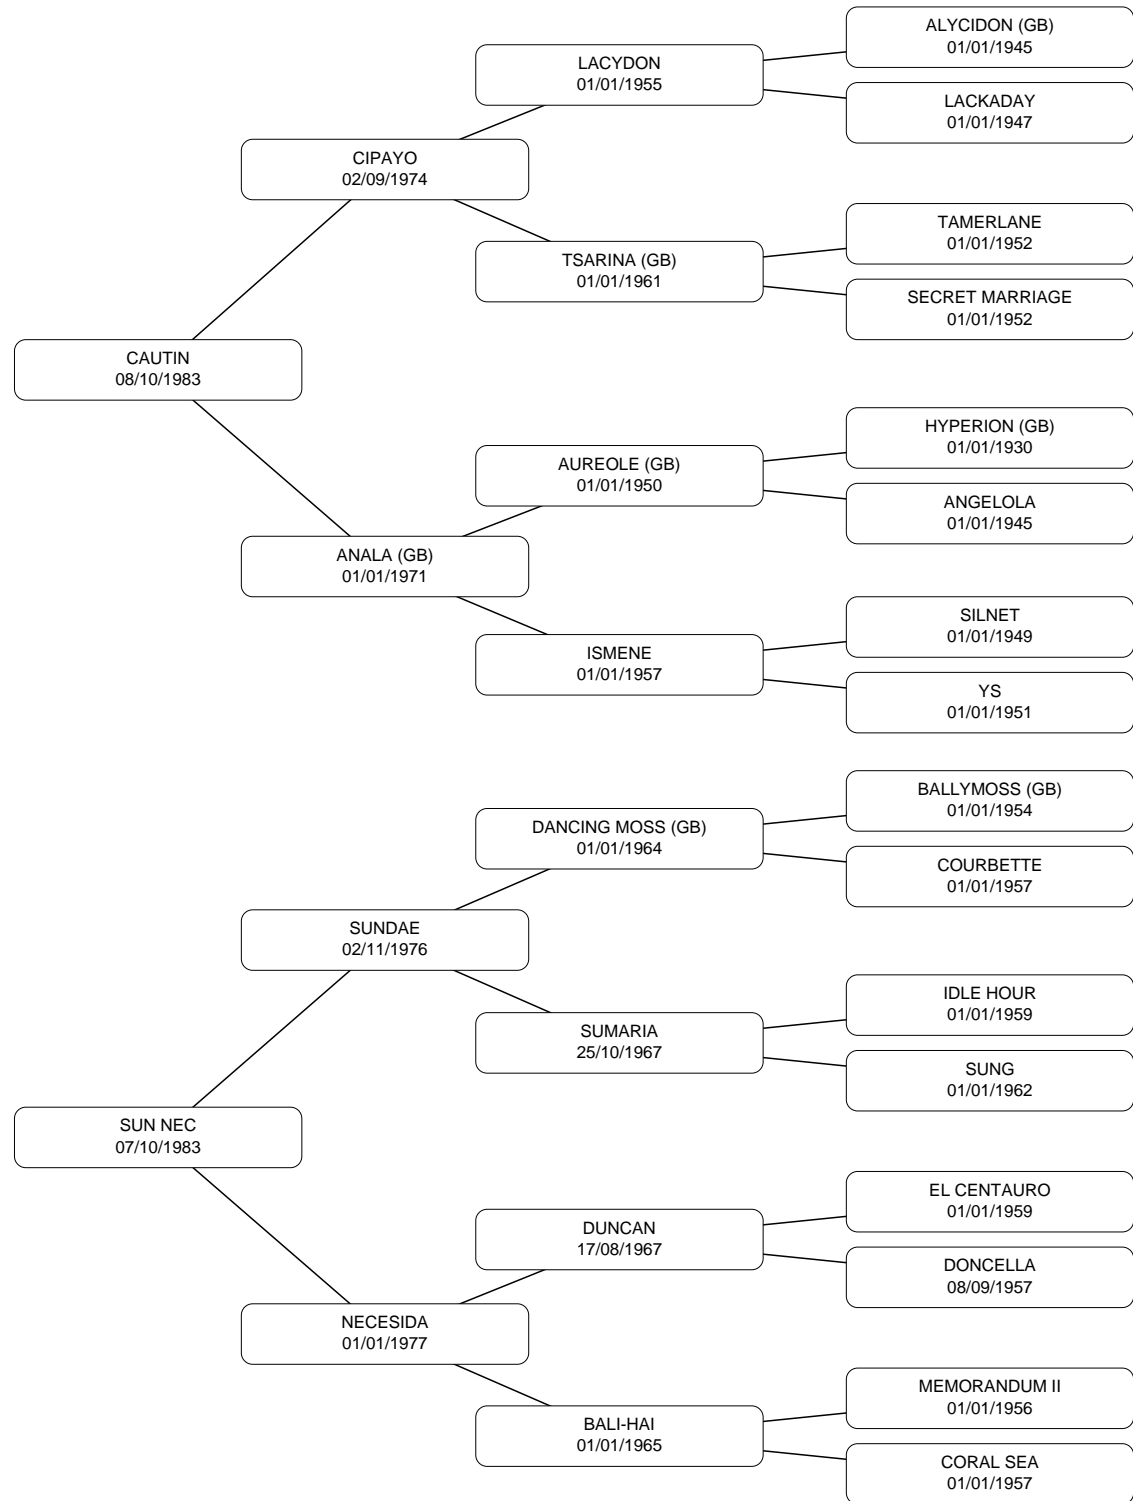 ALYCIDON (GB)
01/01/1945
LACYDON
01/01/1955
LACKADAY
01/01/1947
CIPAYO
02/09/1974
TAMERLANE
01/01/1952
TSARINA (GB)
01/01/1961
SECRET MARRIAGE
01/01/1952
CAUTIN
08/10/1983
HYPERION (GB)
01/01/1930
AUREOLE (GB)
01/01/1950
ANGELOLA
01/01/1945
ANALA (GB)
01/01/1971
SILNET
01/01/1949
ISMENE
01/01/1957
YS
01/01/1951
BALLYMOSS (GB)
01/01/1954
DANCING MOSS (GB)
01/01/1964
COURBETTE
01/01/1957
SUNDAE
02/11/1976
IDLE HOUR
01/01/1959
SUMARIA
25/10/1967
SUNG
01/01/1962
SUN NEC
07/10/1983
EL CENTAURO
01/01/1959
DUNCAN
17/08/1967
DONCELLA
08/09/1957
NECESIDA
01/01/1977
MEMORANDUM II
01/01/1956
BALI-HAI
01/01/1965
CORAL SEA
01/01/1957